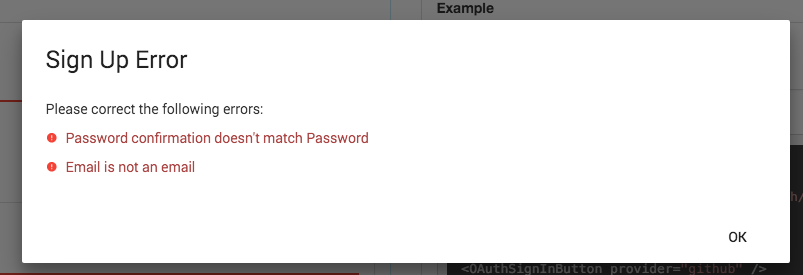 Example
Sign Up Error
Please correct the following errors:
Password confirmation doesn't match Password
Email is not an email
OK
<OAuthSignInButton provider="github" />